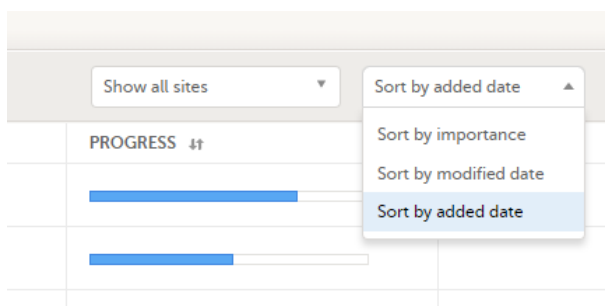 Show all sites
Sort by added date
PROGRESS
Sort by importance
Sort by modified date
Sort by added date